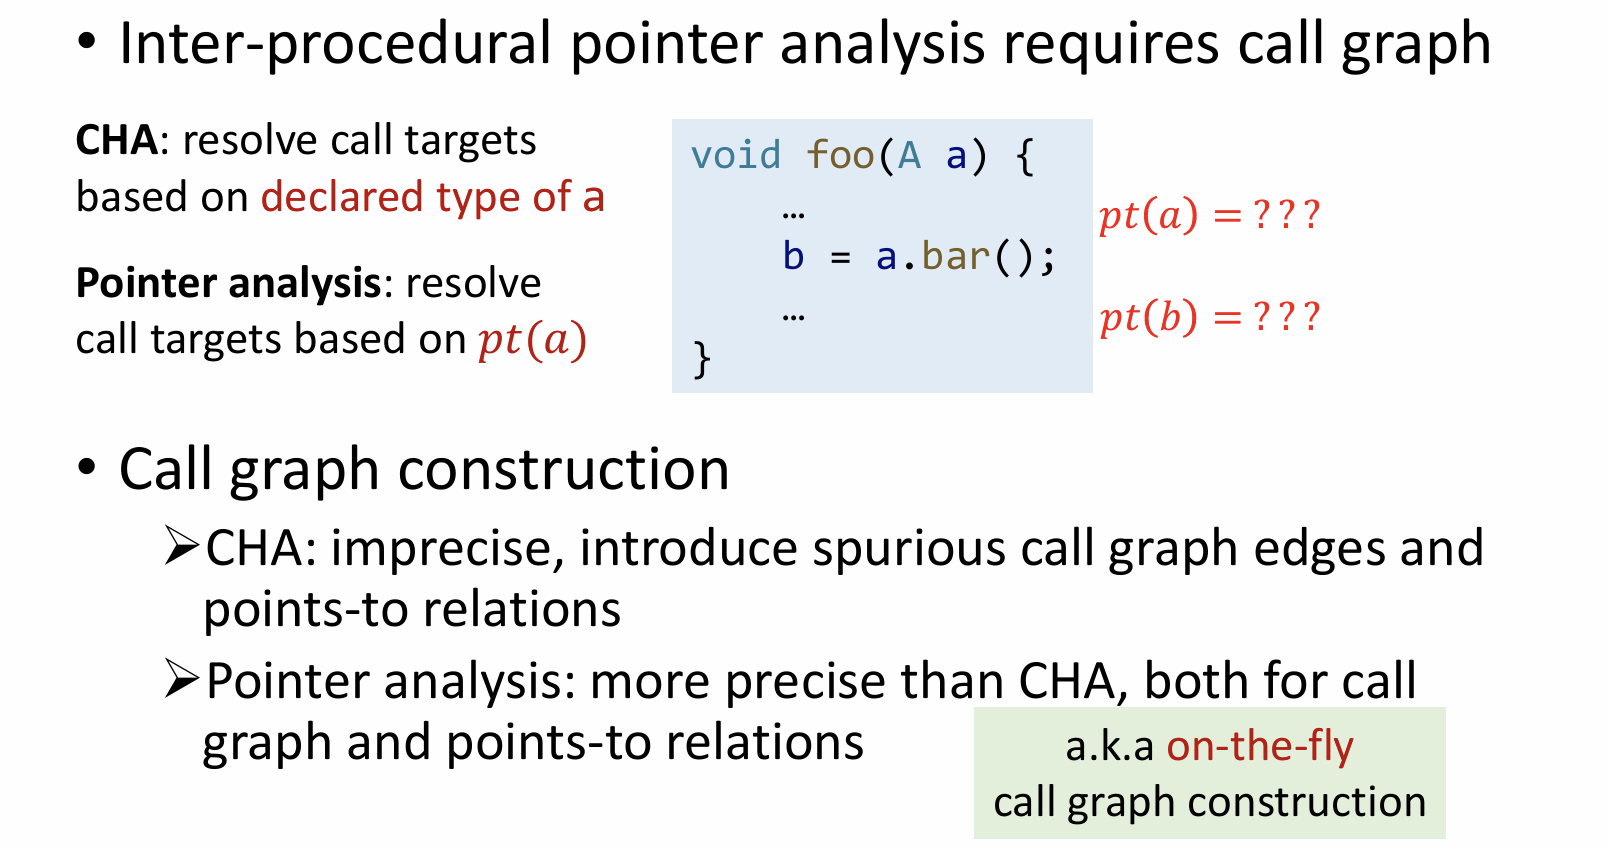 • Inter-procedural pointer analysis requires call graph
CHA: resolve call targets
based on declared type of a
Pointer analysis: resolve
call targets based on pt(a)
void foo(A a) {
…
b = a.bar();
…
}
pt(a) = ???
pt(b) = ???
• Call graph construction
➢CHA: imprecise, introduce spurious call graph edges and
points-to relations
➢Pointer analysis: more precise than CHA, both for call
graph and points-to relations
a.k.a on-the-fly
call graph construction